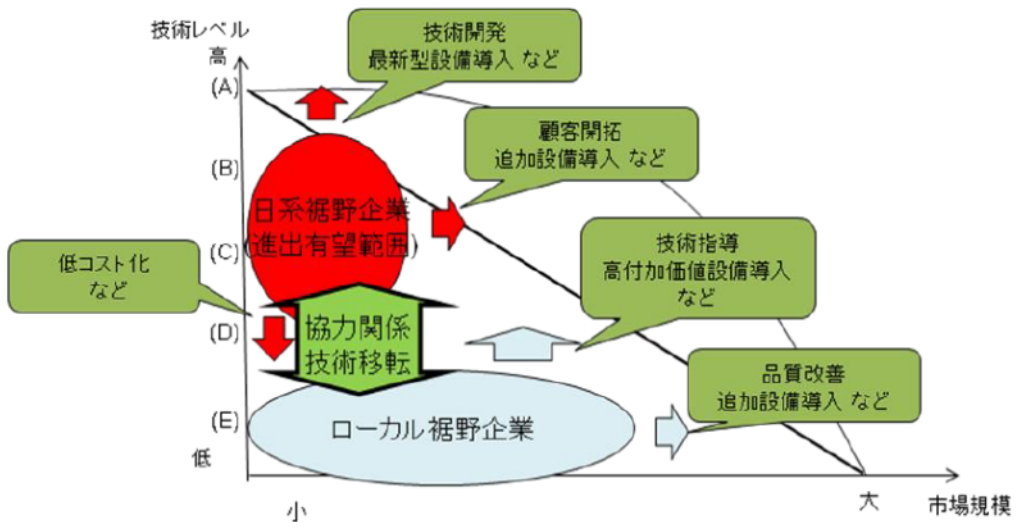 技術レベル
高
技術開発
最新型設備導入 など
(A)
顧客開拓
追加設備導入 など
(B)
日系裾野企業
(進出有望範囲)
(C)
技術指導
高付加価値設備導入
など
低コスト化
など
(D)
協力関係
技術移転
品質改善
追加設備導入 など
(E)
ローカル裾野企業
低
小
大
市場規模